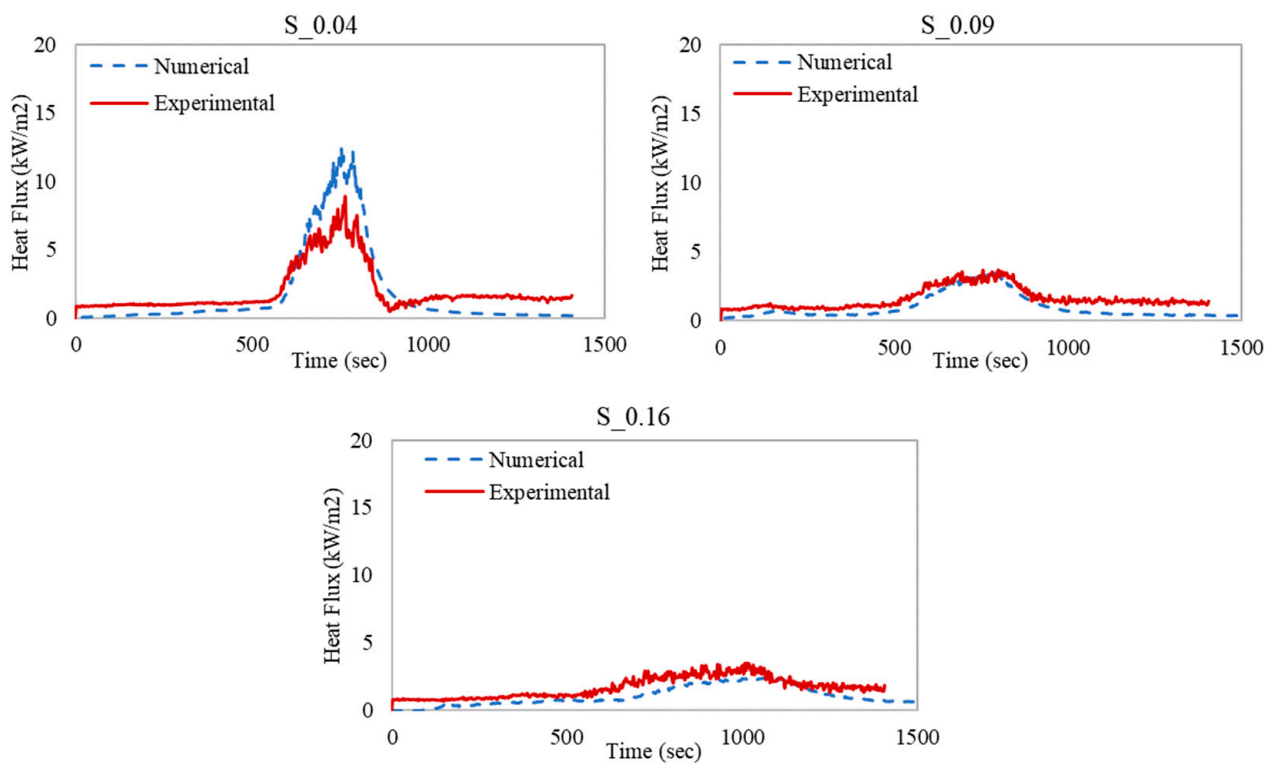 S_0.04
20
15
10
5
0
Heat Flux (kW/m2)
Numerical
Experimental
0
500
1000
1500
Time (sec)
S_0.09
20
15
10
5
0
Heat Flux (kW/m2)
Numerical
Experimental
0
500
1000
1500
Time (sec)
S_0.16
20
15
10
5
0
Heat Flux (kW/m2)
Numerical
Experimental
0
500
1000
1500
Time (sec)